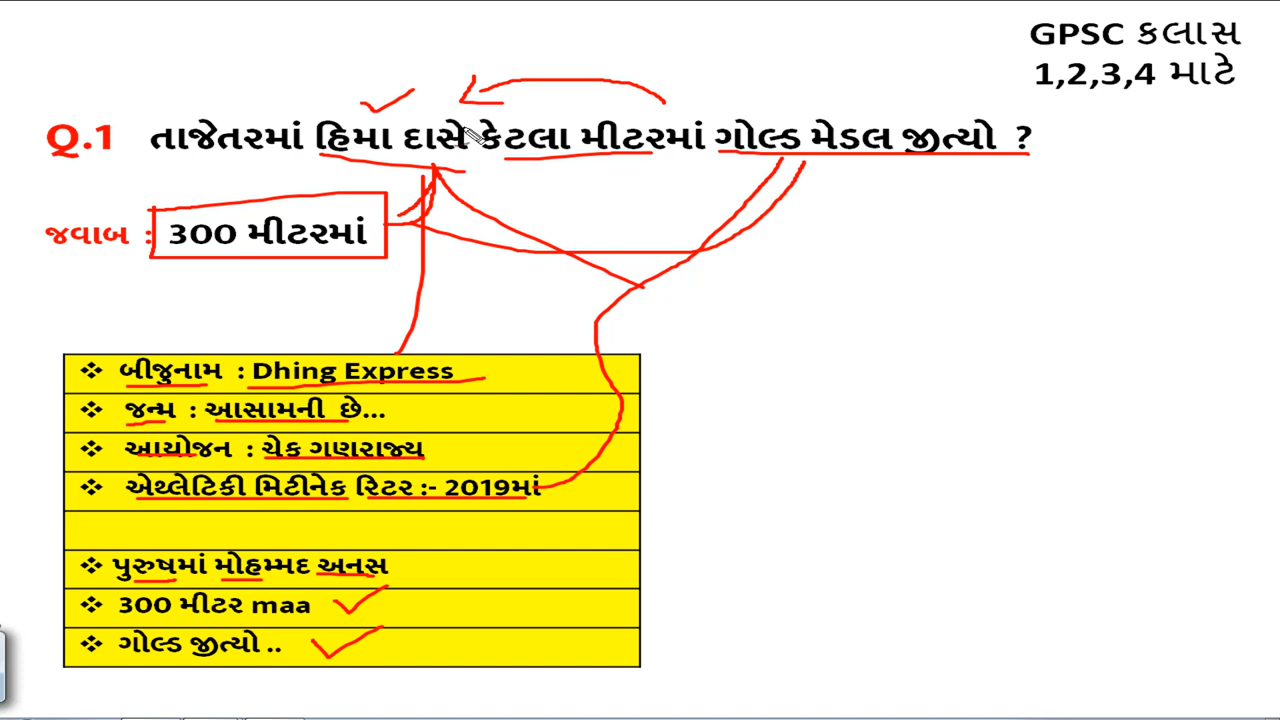 GPSC કલાસ
1,2,3,4 માટે
Q.1 તાજેતરમાં હિમા દાસે કેટલા મીટરમાં ગોલ્ડ મેડલ જીત્યો ?
જવાબ : 300 મીટરમાં
❖ બીજુનામ : Dhing Express
❖ જન્મ : આસામની છે...
❖ આયોજન : ચેક ગણરાજ્ય
❖ એથ્લેટિકી મિટીનેક રિટર :- 2019માં
❖ પુરુષમાં મોહમ્મદ અનસ
❖ 300 મીટર maa
❖ ગોલ્ડ જીત્યો ..